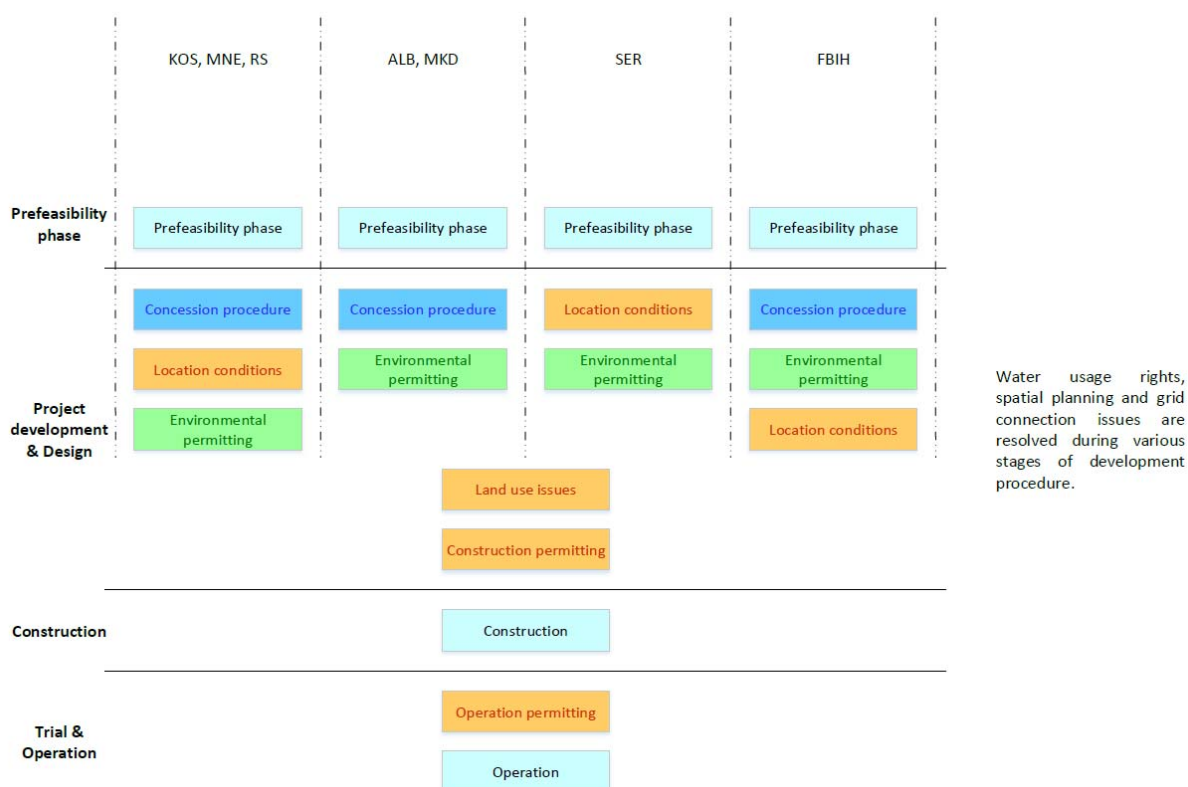 KOS, MNE, RS
ALB, MKD
SER
FBIH
Prefeasibility
phase
Prefeasibility phase
Prefeasibility phase
Prefeasibility phase
Prefeasibility phase
Project
development
& Design
Concession procedure
Concession procedure
Location conditions
Concession procedure
Location conditions
Environmental
permitting
Environmental
permitting
Environmental
permitting
Environmental
permitting
Location conditions
Land use issues
Construction permitting
Water usage rights,
spatial planning and grid
connection issues are
resolved during various
stages of development
procedure.
Construction
Construction
Trial &
Operation
Operation permitting
Operation